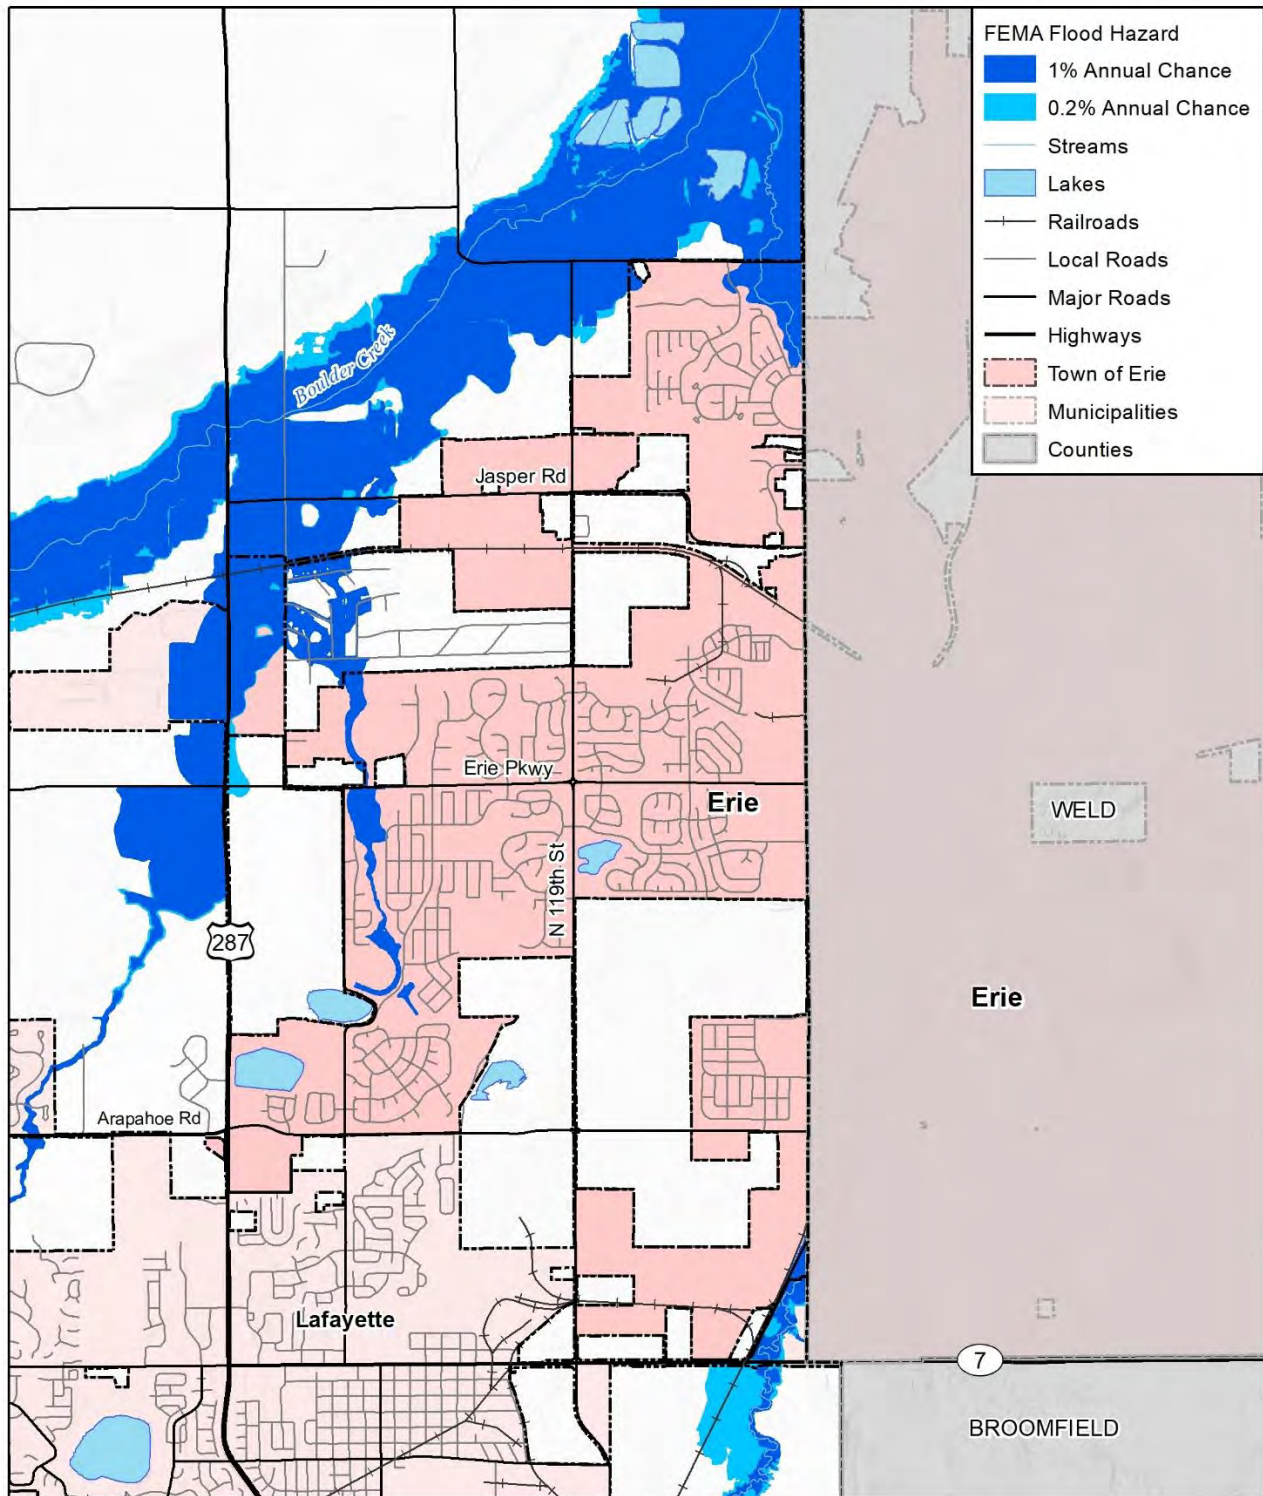 FEMA Flood Hazard
1% Annual Chance
0.2% Annual Chance
Streams
Lakes
Railroads
Local Roads
Major Roads
Highways
Town of Erie
Municipalities
Counties
Boulder Creek
Jasper Rd
Erie Pkwy
Erie
WELD
N 119th St
287
Erie
Arapahoe Rd
Lafayette
7
BROOMFIELD